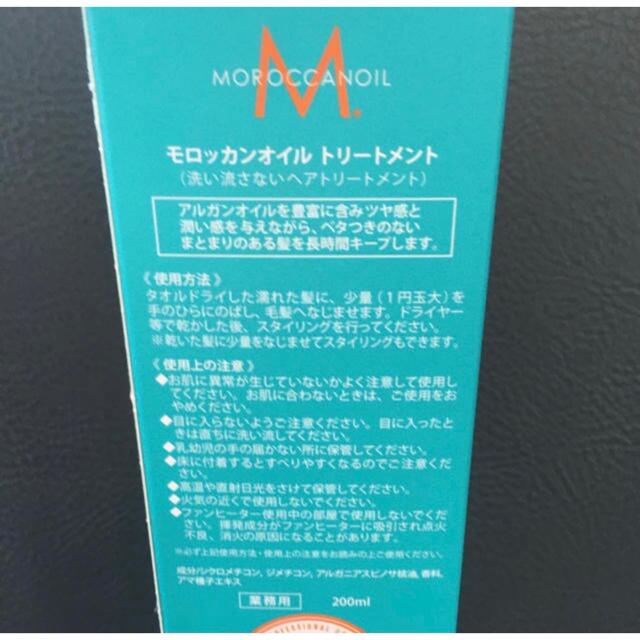 M
MOROCCANOIL
モロッカンオイル トリートメント
(洗い流さないヘアトリートメント)
アルガンオイルを豊富に含みツヤ感と
潤い感を与えながら、ベタつきのない
まとまりのある髪を長時間キープします。
《使用方法》
タオルドライした濡れた髪に、少量(1円玉大)を
手のひらにのばし、毛髪へなじませます。ドライヤー
等で乾かした後、スタイリングを行ってください。
※乾いた髪に少量をなじませてスタイリングもできます。
《使用上の注意》
◆お肌に異常が生じていないかよく注意して使用し
てください。お肌に合わないときは、ご使用をお
やめください。
◆目に入らないようご注意ください。目に入ったと
きは直ちに洗い流してください。
◆乳幼児の手の届かない所に保管してください。
◆床に付着するとすべりやすくなるのでご注意くださ
い。
◆高温や直射日光をさけて保管してください。
◆火気の近くで使用しないでください。
◆ファンヒーター使用中の部屋で使用しないでくだ
さい。揮発成分がファンヒーターに吸引され点火
不良、消火の原因になることがあります。
※必ず上記使用方法・使用上の注意をお読みの上ご使用ください。
成分/シクロメチコン, ジメチコン, アルガニアスピノサ核油, 香料,
アマ種子エキス
業務用 200ml